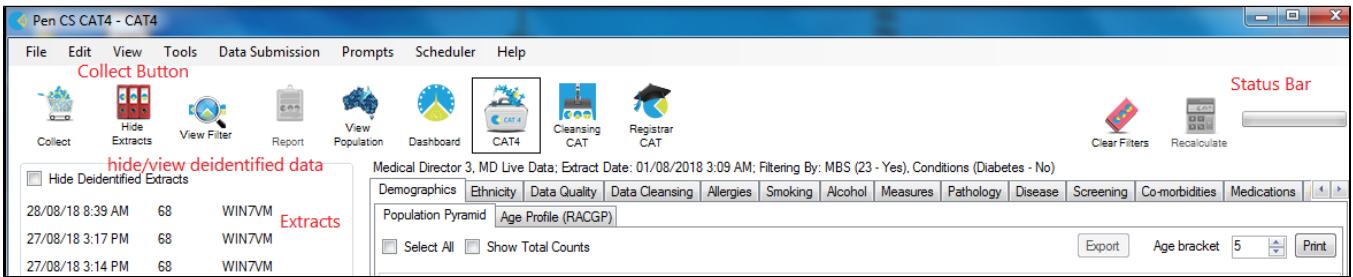 Pen CS CAT4 - CAT4
File Edit View Tools Data Submission Prompts Scheduler Help
Collect Button
Status Bar
Collect
Hide
Extracts
View Filter
Report
View
Population
Dashboard
CAT 4
CAT4
Cleansing
CAT
Registrar
CAT
Clear Filters
Recalculate
hide/view deidentified data
Hide Deidentified Extracts
Medical Director 3, MD Live Data; Extract Date: 01/08/2018 3:09 AM; Filtering By: MBS (23 - Yes), Conditions (Diabetes - No)
Demographics Ethnicity Data Quality Data Cleansing Allergies Smoking Alcohol Measures Pathology Disease Screening Co-morbidities Medications
28/08/18 8:39 AM 68 WIN7VM
Extracts
Population Pyramid Age Profile (RACGP)
27/08/18 3:17 PM 68 WIN7VM
Select All Show Total Counts Export Age bracket 5 Print
27/08/18 3:14 PM 68 WIN7VM